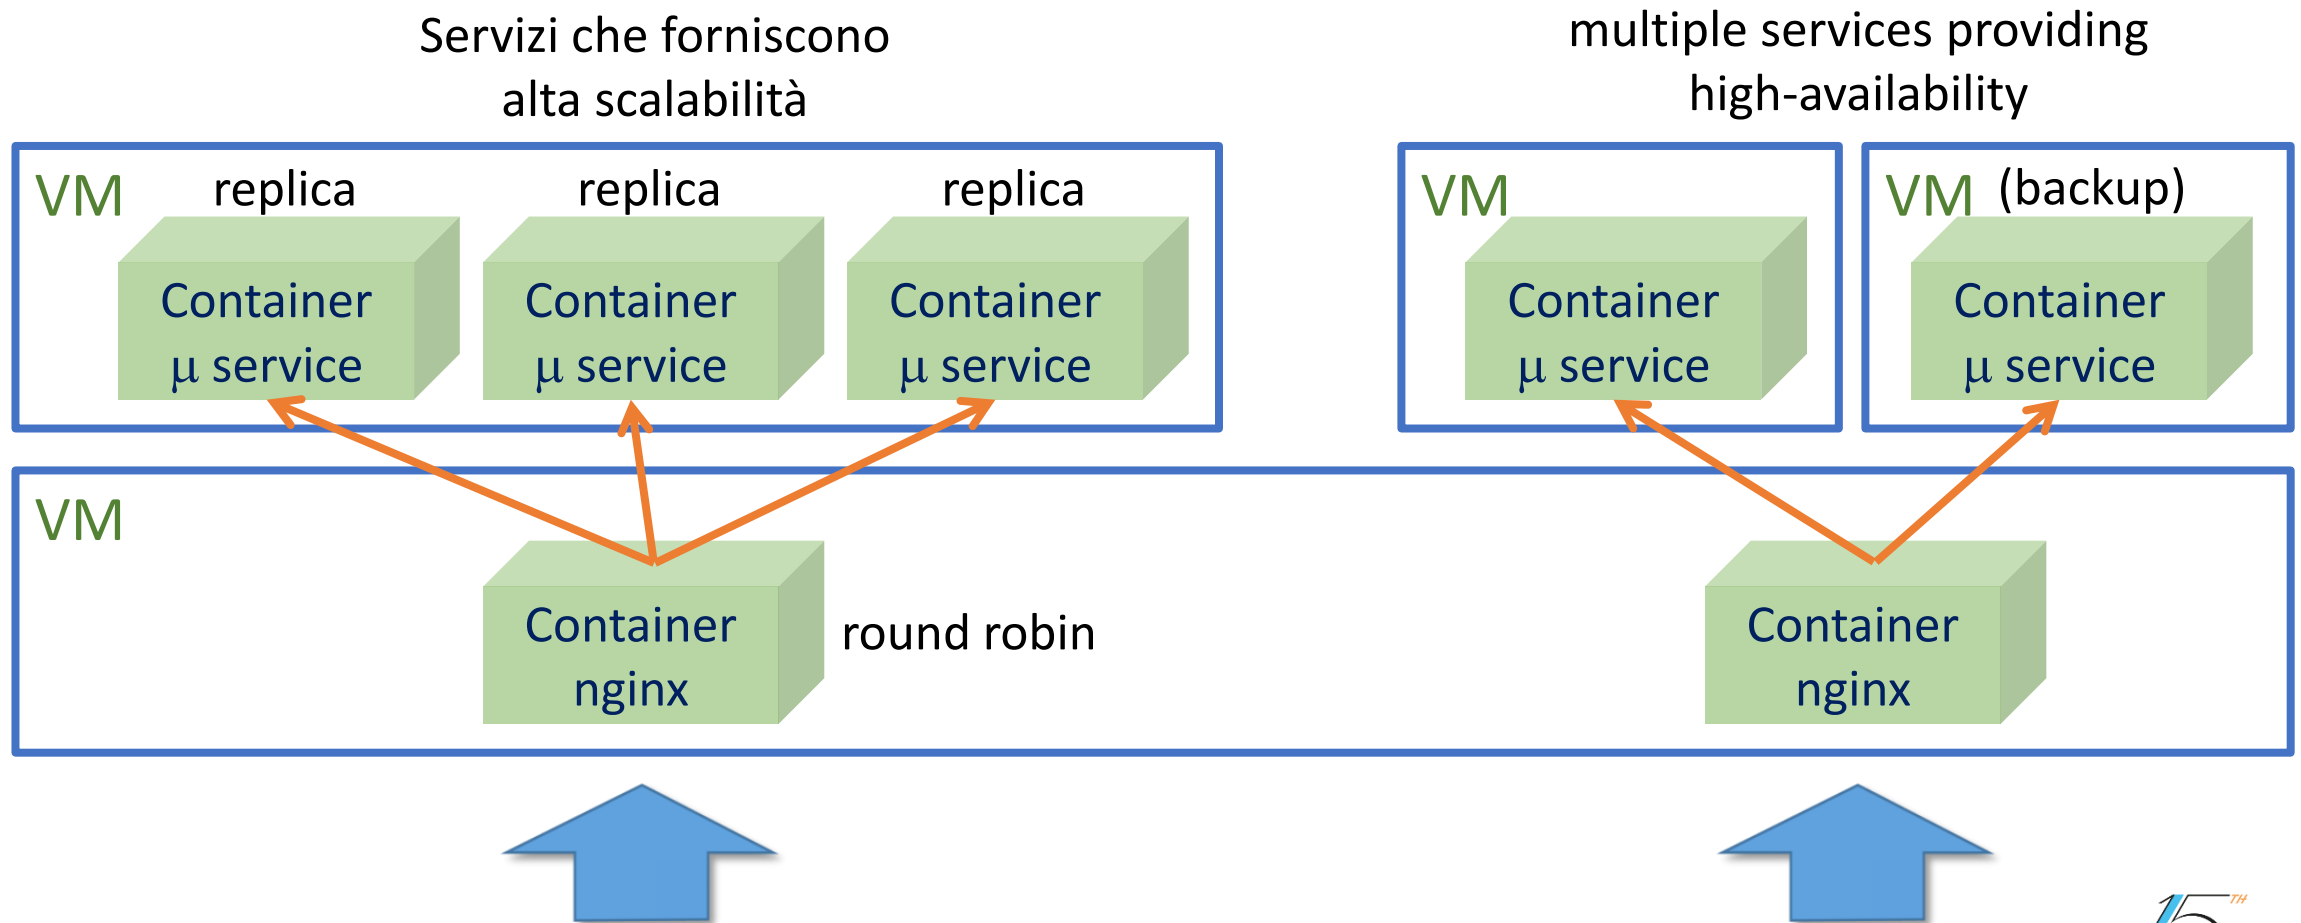 Servizi che forniscono
alta scalabilità
multiple services providing
high-availability
VM
replica
replica
replica
Container
μ service
Container
μ service
Container
μ service
VM
Container
μ service
VM
(backup)
Container
μ service
VM
Container
nginx
round robin
Container
nginx
15TH